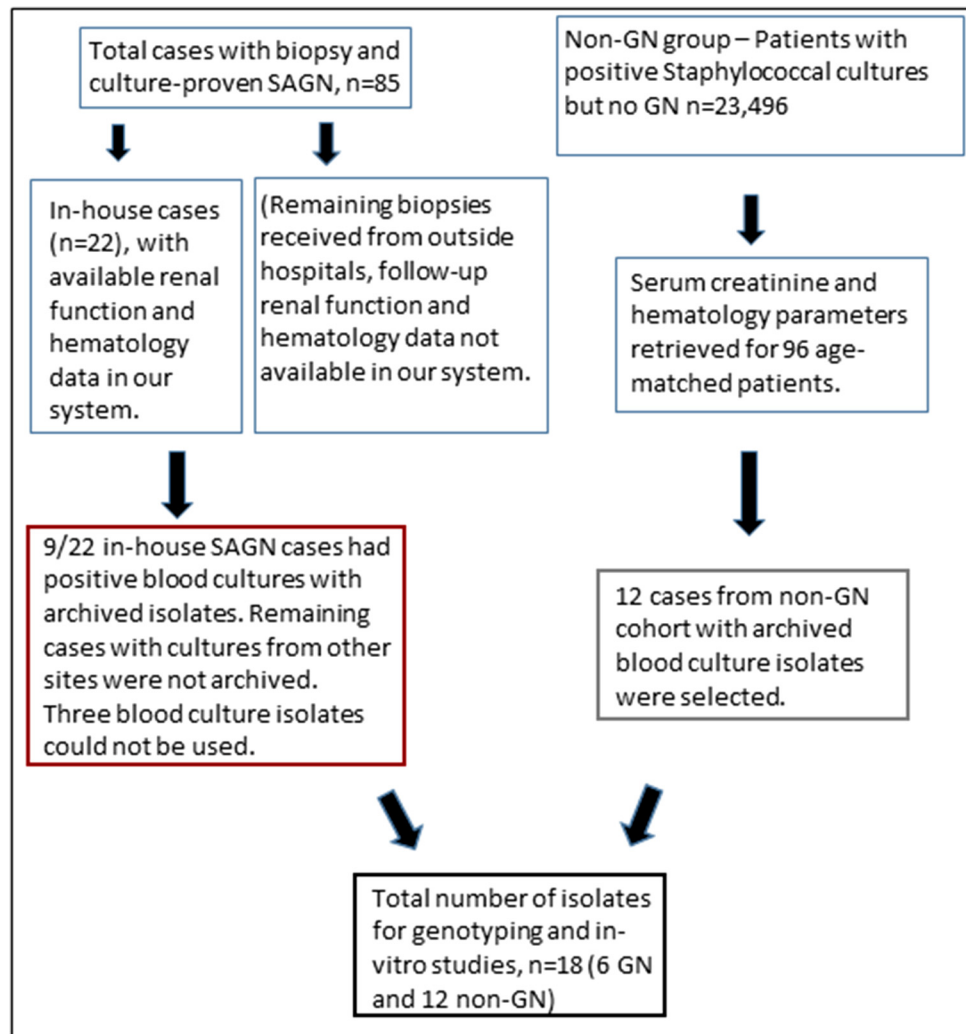 Total cases with biopsy and
culture-proven SAGN, n=85
Non-GN group – Patients with
positive Staphylococcal cultures
but no GN n=23,496
In-house cases
(n=22), with
available renal
function and
hematology
data in our
system.
(Remaining biopsies
received from outside
hospitals, follow-up
renal function and
hematology data not
available in our system.
Serum creatinine and
hematology parameters
retrieved for 96 age-
matched patients.
9/22 in-house SAGN cases had
positive blood cultures with
archived isolates. Remaining
cases with cultures from other
sites were not archived.
Three blood culture isolates
could not be used.
12 cases from non-GN
cohort with archived
blood culture isolates
were selected.
Total number of isolates
for genotyping and in-
vitro studies, n=18 (6 GN
and 12 non-GN)